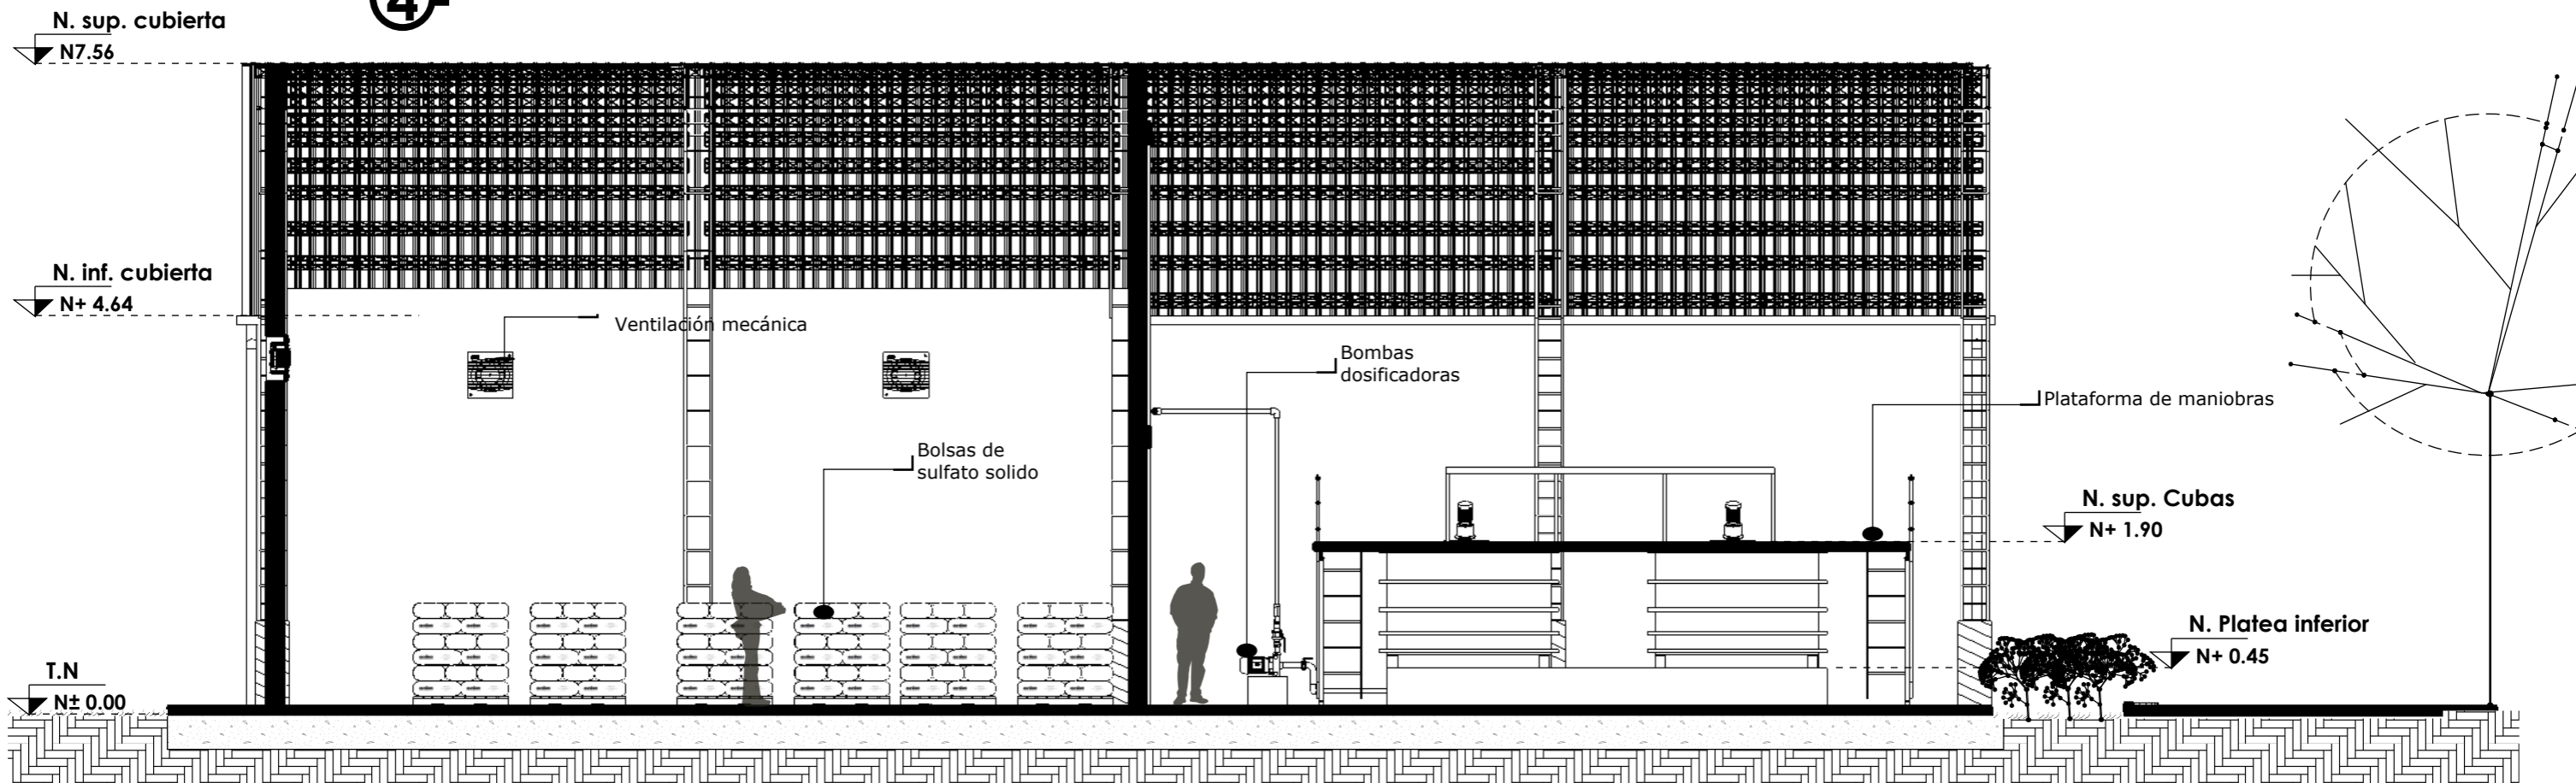 4
N. sup. cubierta
N7.56
N. inf. cubierta
N+ 4.64
Ventilación mecánica
Bombas
dosificadoras
Plataforma de maniobras
Bolsas de
sulfato solido
N. sup. Cubas
N+ 1.90
N. Platea inferior
N+ 0.45
T.N
N± 0.00